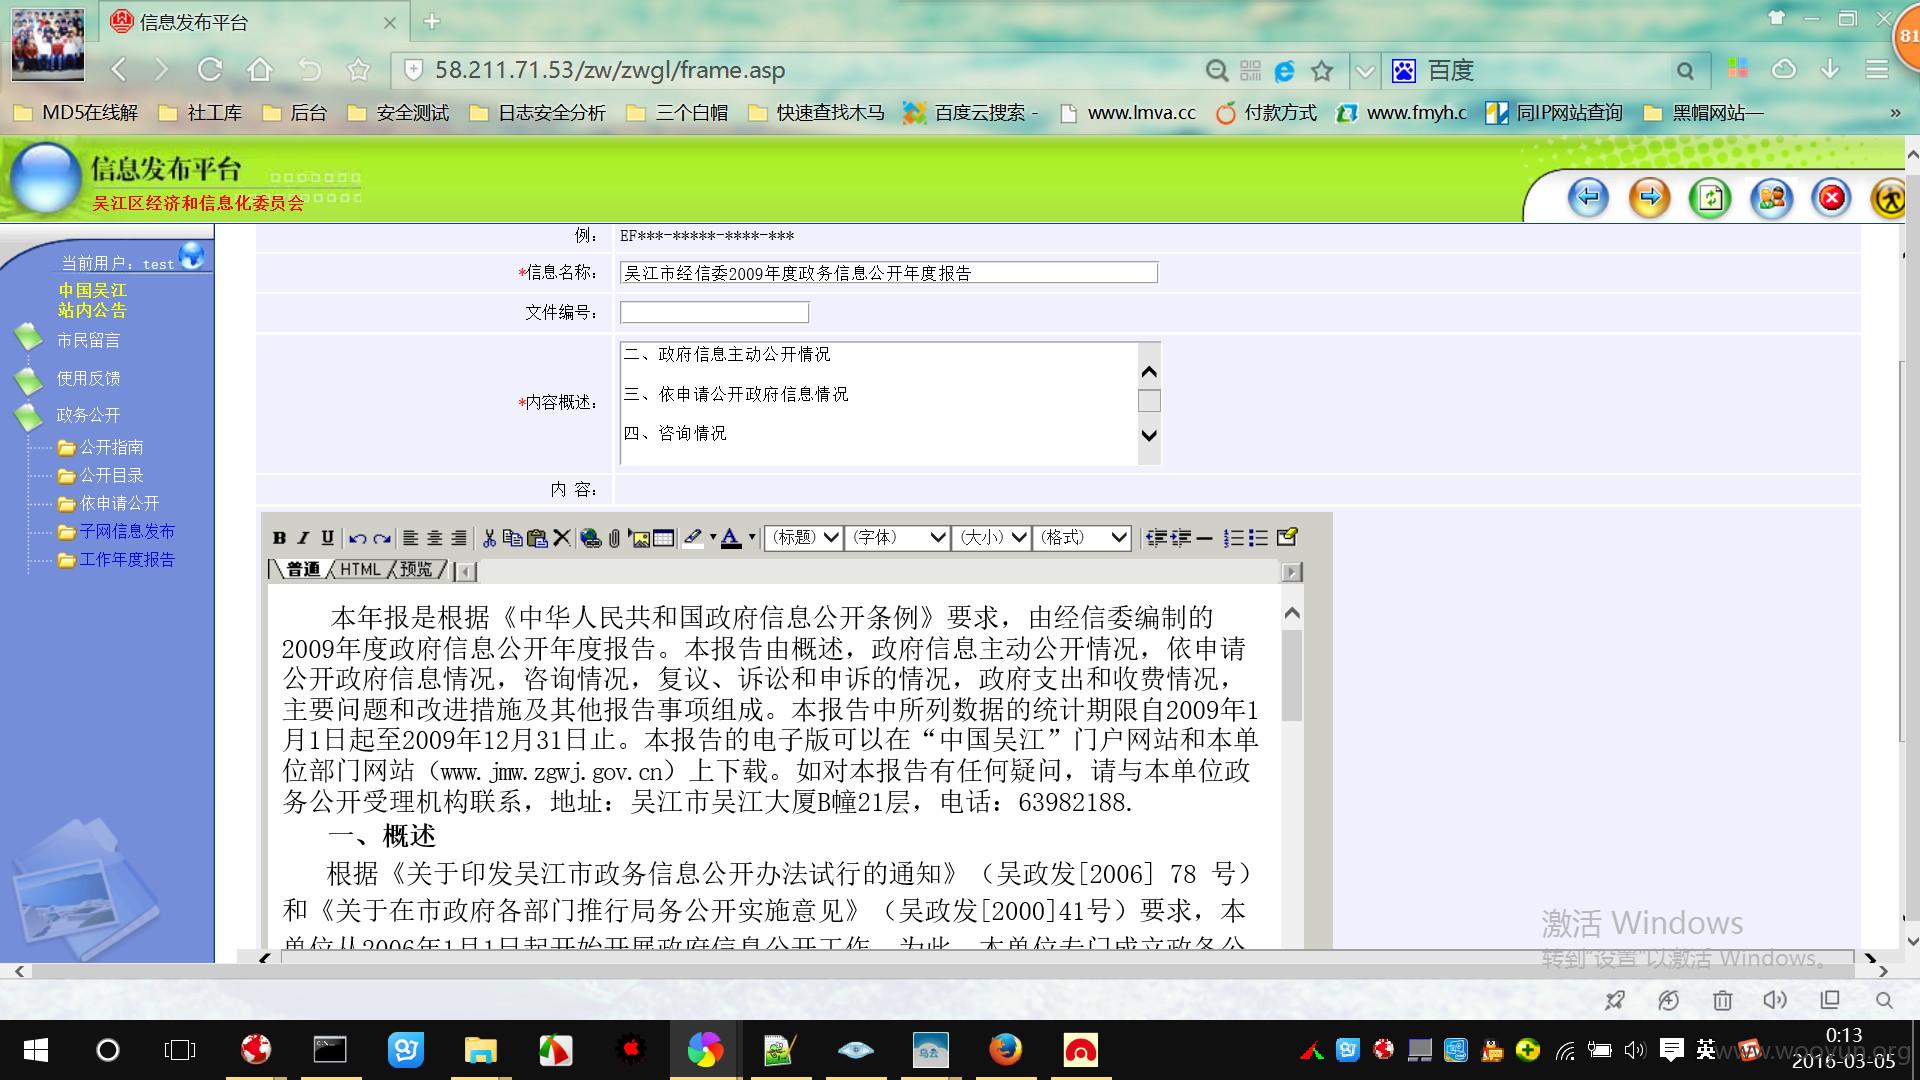 信息发布平台
81
58.211.71.53/zw/zwgl/frame.asp
百度
MD5在线解
社工库
后台
安全测试
日志安全分析
三个白帽
快速查找木马
百度云搜索 -
www.lmva.cc
付款方式
www.fmyh.c
同IP网站查询
黑帽网站—
»
信息发布平台
吴江区经济和信息化委员会
当前用户：test
中国吴江
站内公告
市民留言
使用反馈
政务公开
公开指南
公开目录
依申请公开
子网信息发布
工作年度报告
例：
EF***-*****-****-***
*信息名称：
吴江市经信委2009年度政务信息公开年度报告
文件编号：
*内容概述：
二、政府信息主动公开情况
三、依申请公开政府信息情况
四、咨询情况
内 容：
B I U
A
(标题)
(字体)
(大小)
(格式)
普通
HTML
预览
本年报是根据《中华人民共和国政府信息公开条例》要求，由经信委编制的
2009年度政府信息公开年度报告。本报告由概述，政府信息主动公开情况，依申请
公开政府信息情况，咨询情况，复议、诉讼和申诉的情况，政府支出和收费情况，
主要问题和改进措施及其他报告事项组成。本报告中所列数据的统计期限自2009年1
月1日起至2009年12月31日止。本报告的电子版可以在“中国吴江”门户网站和本单
位部门网站（www.jmw.zgwj.gov.cn）上下载。如对本报告有任何疑问，请与本单位政
务公开受理机构联系，地址：吴江市吴江大厦B幢21层，电话：63982188.
一、概述
根据《关于印发吴江市政务信息公开办法试行的通知》（吴政发[2006] 78 号）
和《关于在市政府各部门推行局务公开实施意见》（吴政发[2000]41号）要求，本
单位从2006年1月1日起开始开展政府信息公开工作。为此，本单位专门成立政务公
激活 Windows
转到"设置"以激活 Windows。
英
0:13
2016-03-05
www.wooyun.org